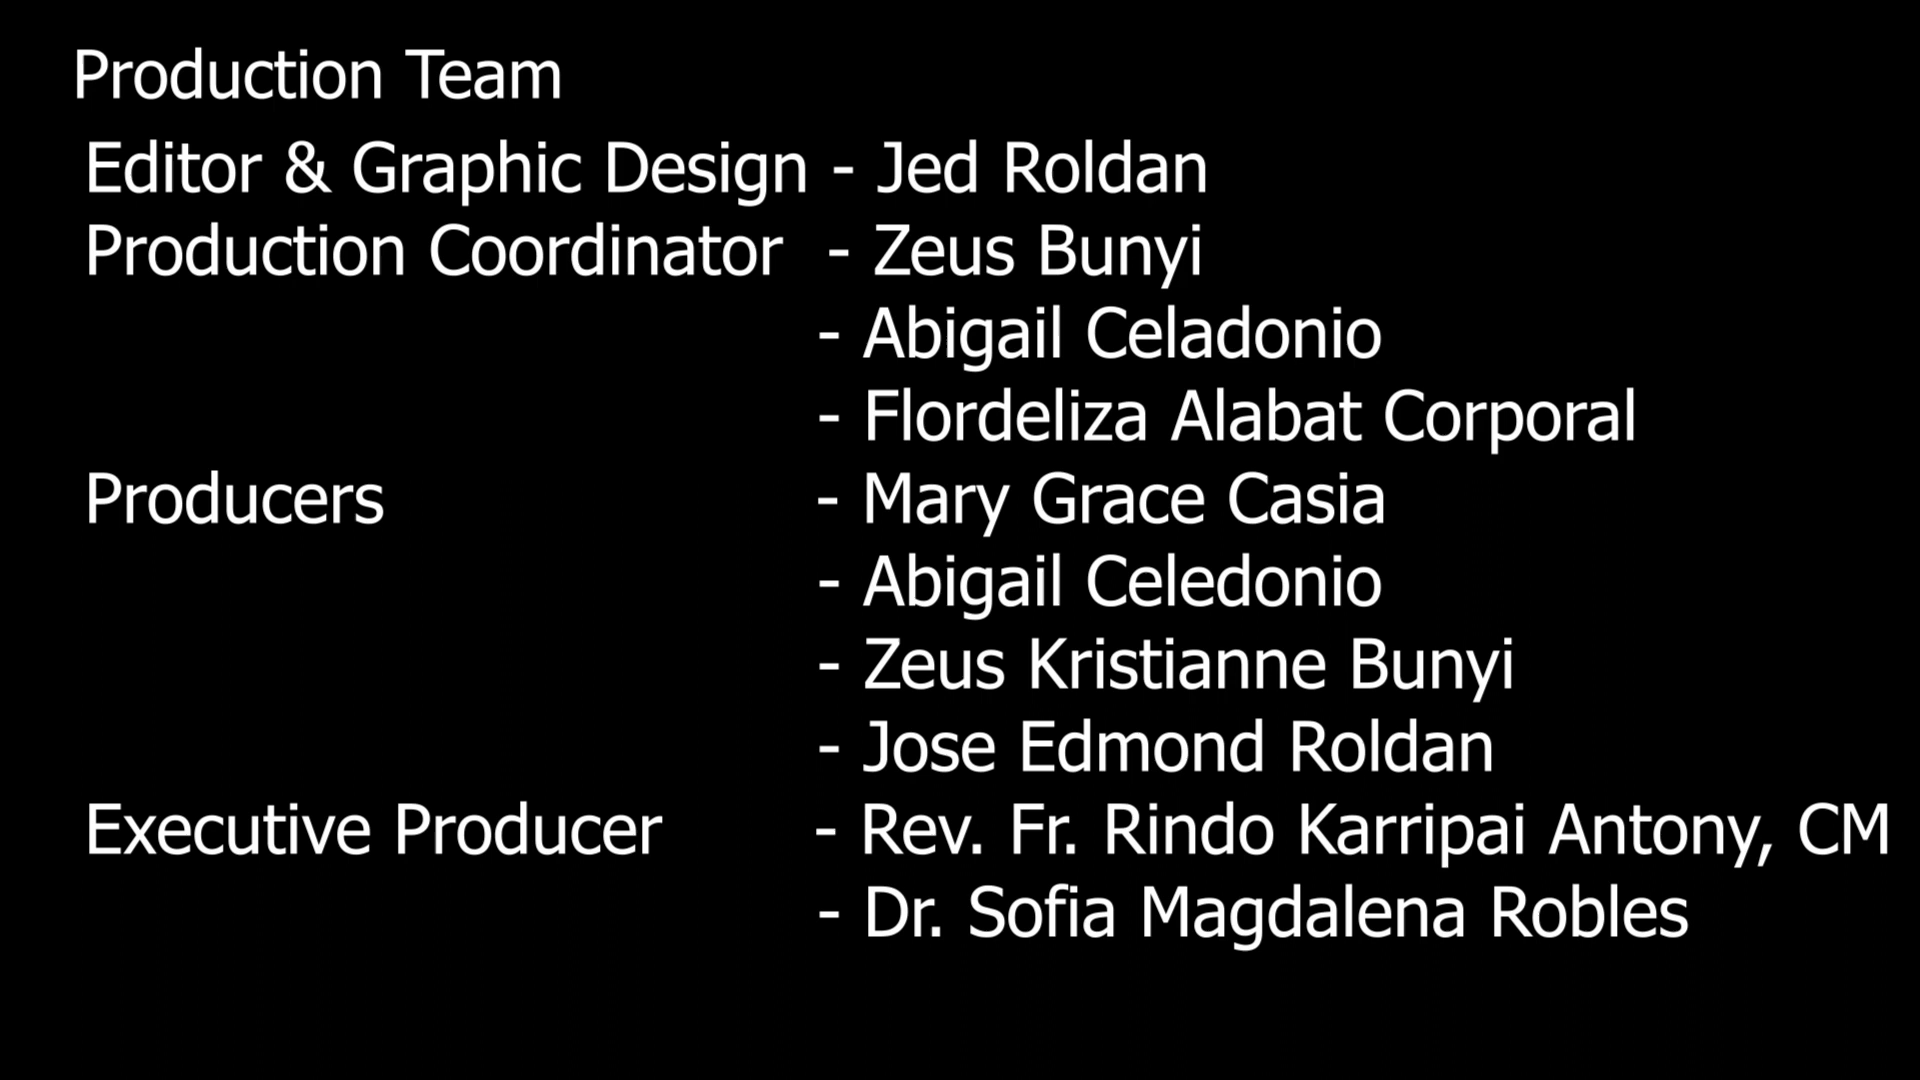 Production Team
Editor & Graphic Design - Jed Roldan
Production Coordinator - Zeus Bunyi
- Abigail Celadonio
- Flordeliza Alabat Corporal
Producers - Mary Grace Casia
- Abigail Celedonio
- Zeus Kristianne Bunyi
- Jose Edmond Roldan
Executive Producer - Rev. Fr. Rindo Karripai Antony, CM
- Dr. Sofia Magdalena Robles